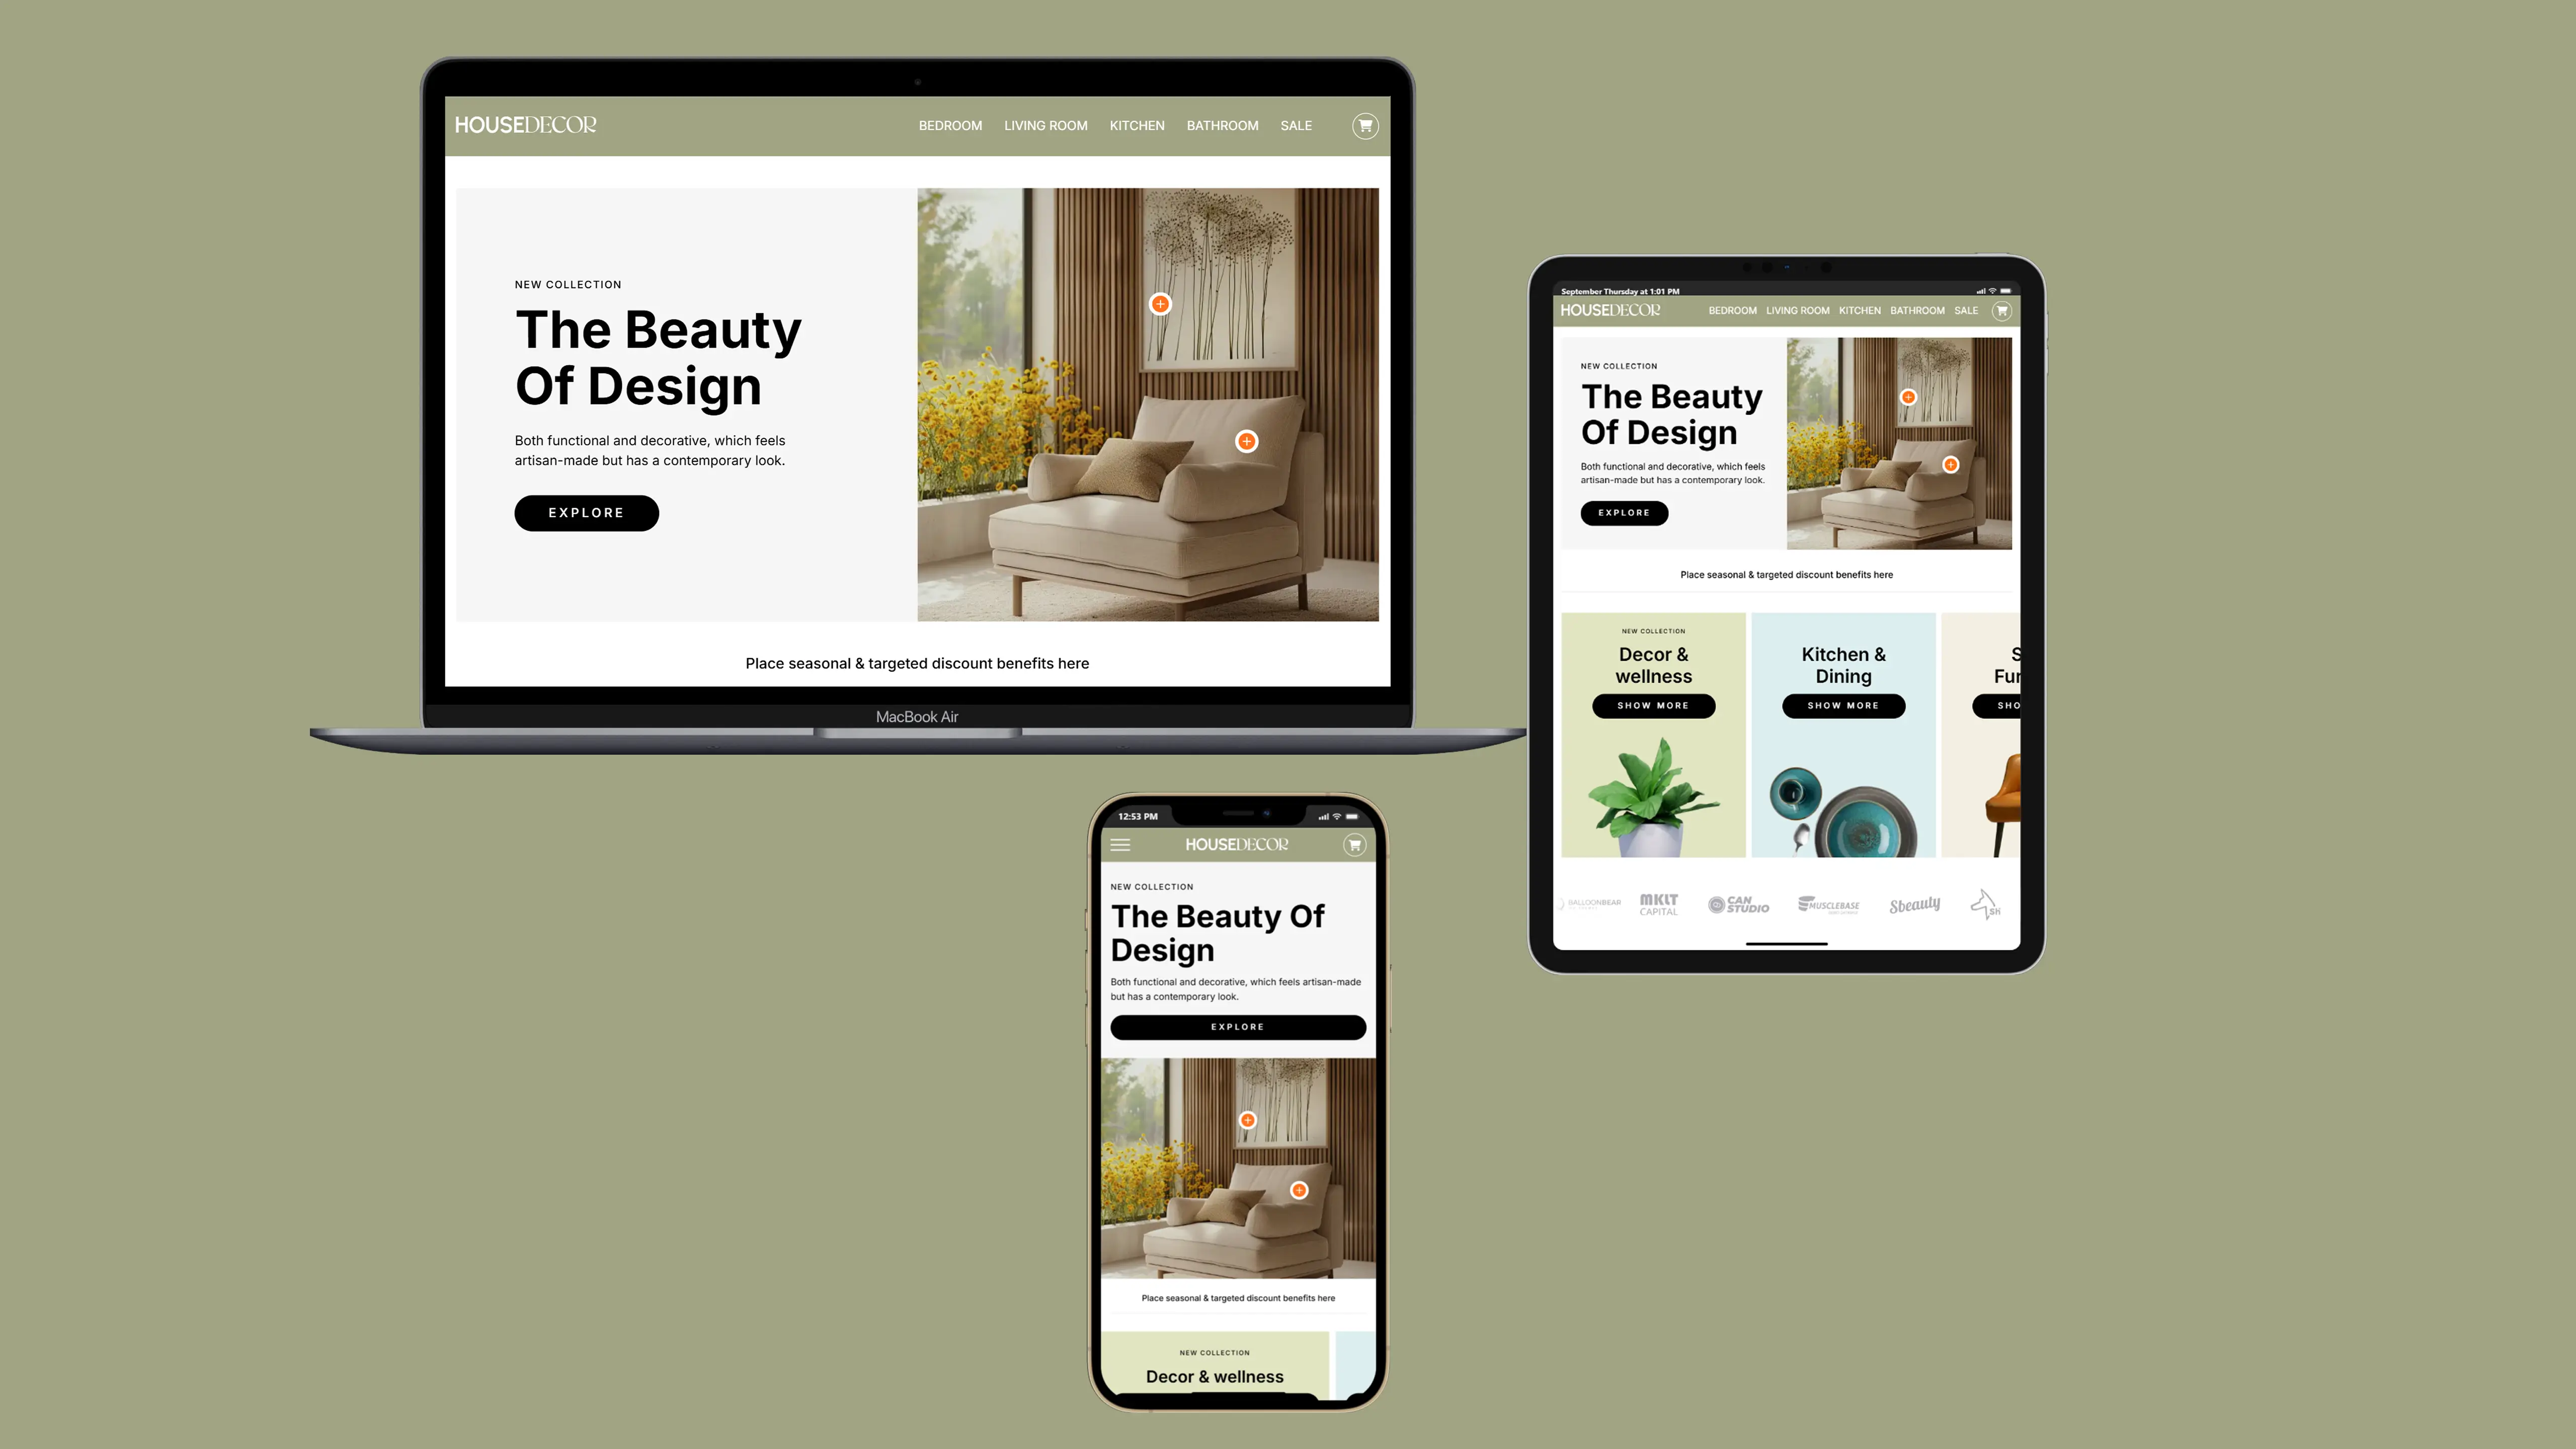 HOUSEDECOR
BEDROOM LIVING ROOM KITCHEN BATHROOM SALE
NEW COLLECTION
The Beauty
Of Design
Both functional and decorative, which feels
artisan-made but has a contemporary look.
EXPLORE
Place seasonal & targeted discount benefits here
MacBook Air
September Thursday at 1:01 PM
HOUSEDECOR
BEDROOM LIVING ROOM KITCHEN BATHROOM SALE
NEW COLLECTION
The Beauty
Of Design
Both functional and decorative, which feels
artisan-made but has a contemporary look.
EXPLORE
Place seasonal & targeted discount benefits here
NEW COLLECTION
Decor &
wellness
SHOW MORE
Kitchen &
Dining
SHOW MORE
S
Fur
SHO
BALLOONBEAR
MKLT
CAPITAL
CAN
STUDIO
MUSCLEBASE
Sbeauty
SH
12:53 PM
HOUSEDECOR
NEW COLLECTION
The Beauty Of
Design
Both functional and decorative, which feels artisan-made
but has a contemporary look.
EXPLORE
Place seasonal & targeted discount benefits here
NEW COLLECTION
Decor & wellness